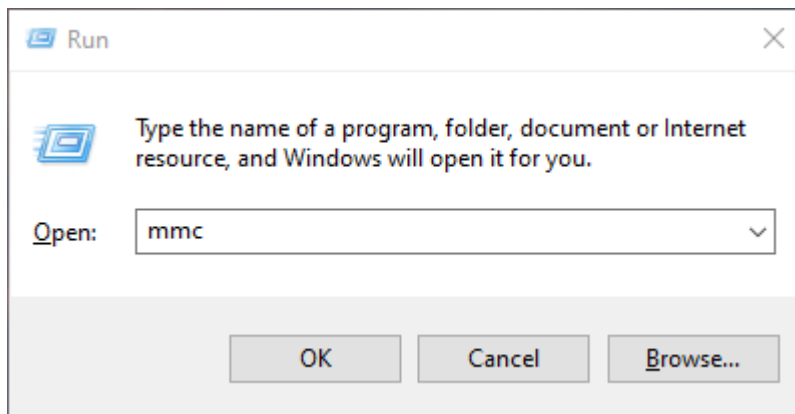 Run
Type the name of a program, folder, document or Internet
resource, and Windows will open it for you.
Open: mmc
OK Cancel Browse...